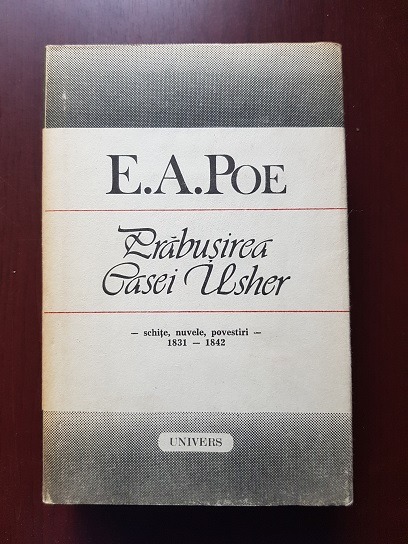 E.A.POE
Prăbușirea
Casei Usher
— schițe, nuvele, povestiri —
1831 — 1842
UNIVERS